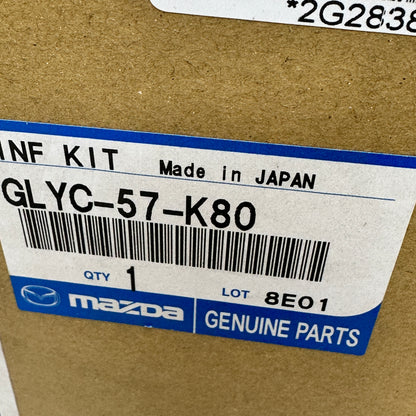 *2G2838
INF KIT Made in JAPAN
GLYC-57-K80
QTY 1 LOT 8E01
mazda GENUINE PARTS